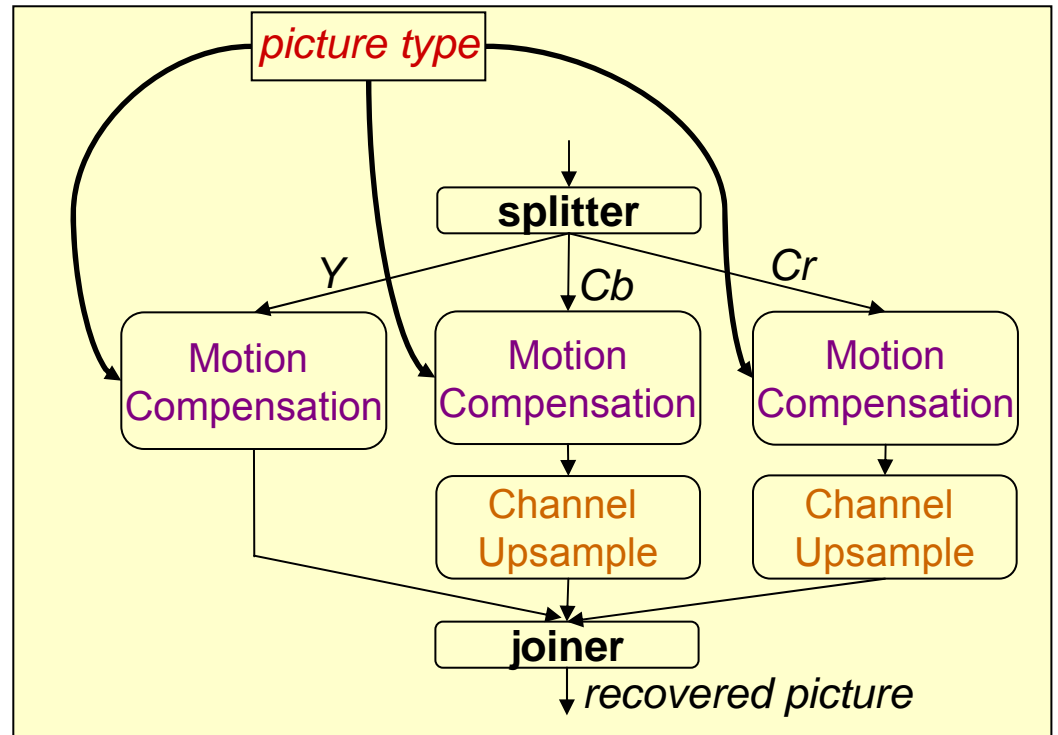 picture type
splitter
Y
Cb
Cr
Motion
Compensation
Motion
Compensation
Motion
Compensation
Channel
Upsample
Channel
Upsample
joiner
recovered picture